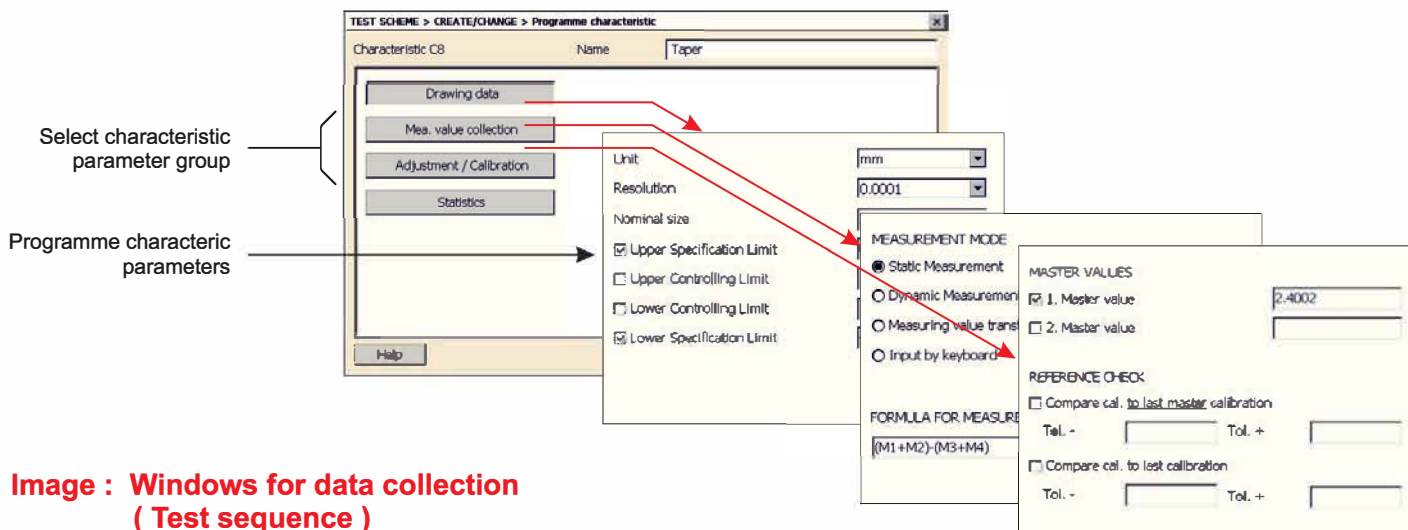 TEST SCHEME > CREATE/CHANGE > Programme characteristic
Characteristic C8
Name
Taper
Drawing data
Mea. value collection
Adjustment / Calibration
Statistics
Help
Select characteristic
parameter group
Programme characteric
parameters
Unit
mm
Resolution
0.0001
Nominal size
Upper Specification Limit
Upper Controlling Limit
Lower Controlling Limit
Lower Specification Limit
MEASUREMENT MODE
Static Measurement
Dynamic Measuremen
Measuring value transf
Input by keyboard
FORMULA FOR MEASURE
(M1+M2)-(M3+M4)
MASTER VALUES
1. Master value
2.4002
2. Master value
REFERENCE CHECK
Compare cal. to last master calibration
Tol. -
Tol. +
Compare cal. to last calibration
Tol. -
Tol. +
Image : Windows for data collection
( Test sequence )